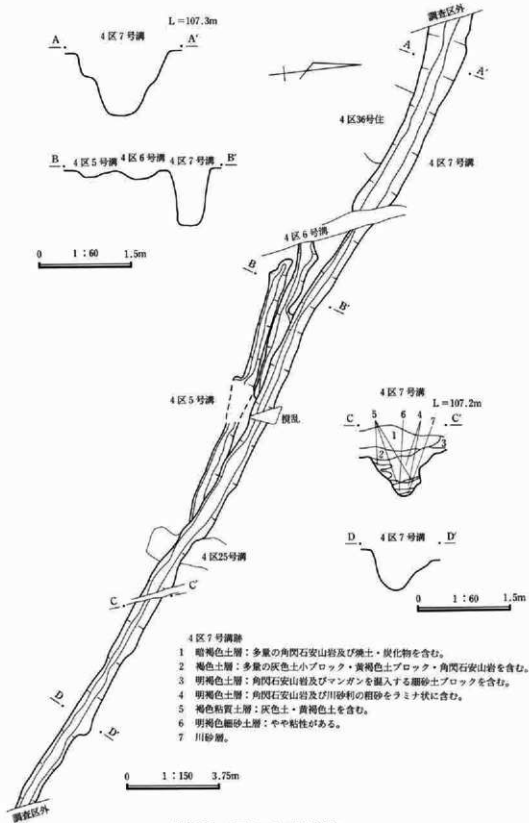 調査区外
4区7号溝
L=107.3m
A
A'
A
A'
4区36号住
4区7号溝
B
4区5号溝
4区6号溝
4区7号溝
B'
0
1:60
1.5m
4区6号溝
B
B'
4区5号溝
攪乱
4区7号溝
L=107.2m
C
5
6
4
7
C'
1
2
3
4区25号溝
C
C'
D
4区7号溝
D'
0
1:60
1.5m
4区7号溝跡
1 暗褐色土層:多量の角閃石安山岩及び焼土・炭化物を含む。
2 褐色土層:多量の灰色土小ブロック・黄褐色土ブロック・角閃石安山岩を含む。
3 明褐色土層:角閃石安山岩及びマンガンを混入する細砂土ブロックを含む。
4 明褐色土層:角閃石安山岩及び川砂利の粗砂をラミナ状に含む。
5 褐色粘質土層:灰色土・黄褐色土を含む。
6 明褐色細砂土層:やや粘性がある。
7 川砂層。
D
D'
0
1:150
3.75m
調査区外